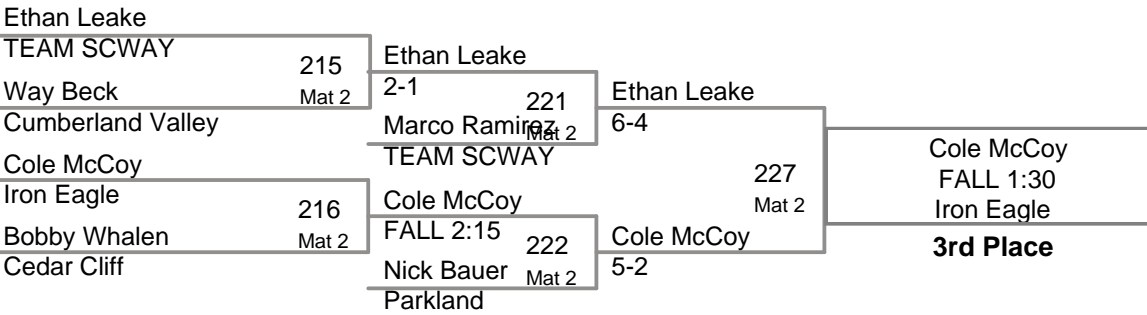 Ethan Leake
TEAM SCWAY
215
Mat 2
Way Beck
Cumberland Valley
Cole McCoy
Iron Eagle
216
Mat 2
Bobby Whalen
Cedar Cliff
Ethan Leake
2-1
221
Mat 2
Marco Ramirez
TEAM SCWAY
Cole McCoy
FALL 2:15
222
Mat 2
Nick Bauer
Parkland
Ethan Leake
6-4
227
Mat 2
Cole McCoy
5-2
Cole McCoy
FALL 1:30
Iron Eagle
3rd Place